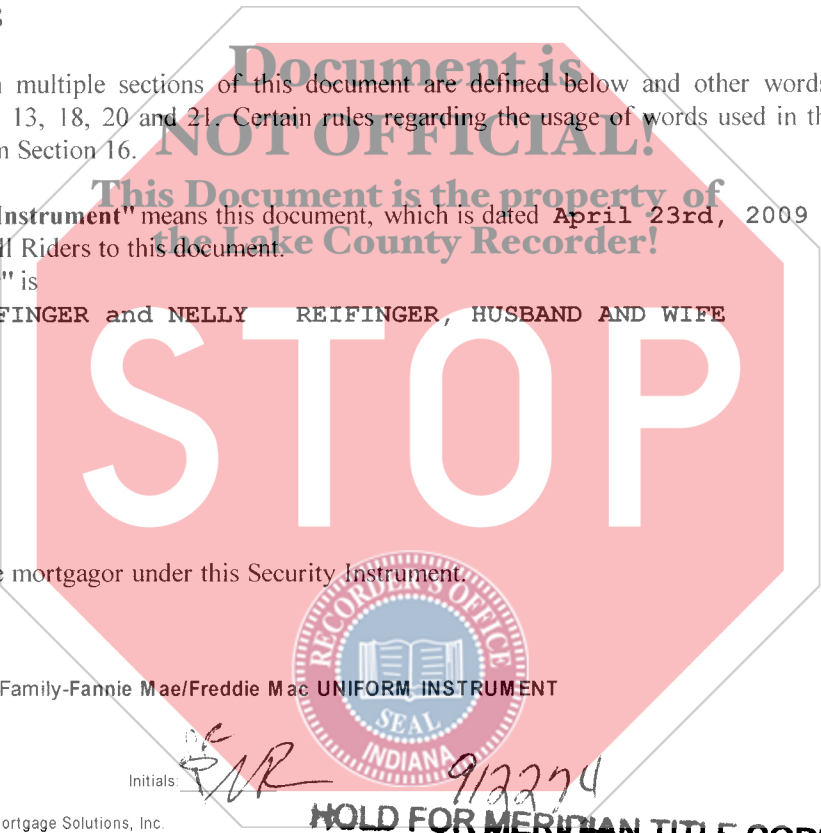 Document is
multiple sections of this document are defined below and other words
13, 18, 20 and 21. Certain rules regarding the usage of words used in th
NOT OFFICIAL!
n Section 16.
This Document is the property of
Instrument" means this document, which is dated April 23rd, 2009
the Lake County Recorder!
ll Riders to this document.
" is
FINGER and NELLY REIFINGER, HUSBAND AND WIFE
STOP
e mortgagor under this Security Instrument.
RECORDER'S OFFICE
SEAL
INDIANA
Family-Fannie Mae/Freddie Mac UNIFORM INSTRUMENT
Initials:
912274
ortgage Solutions, Inc.
HOLD FOR MERIDIAN TITLE CORP